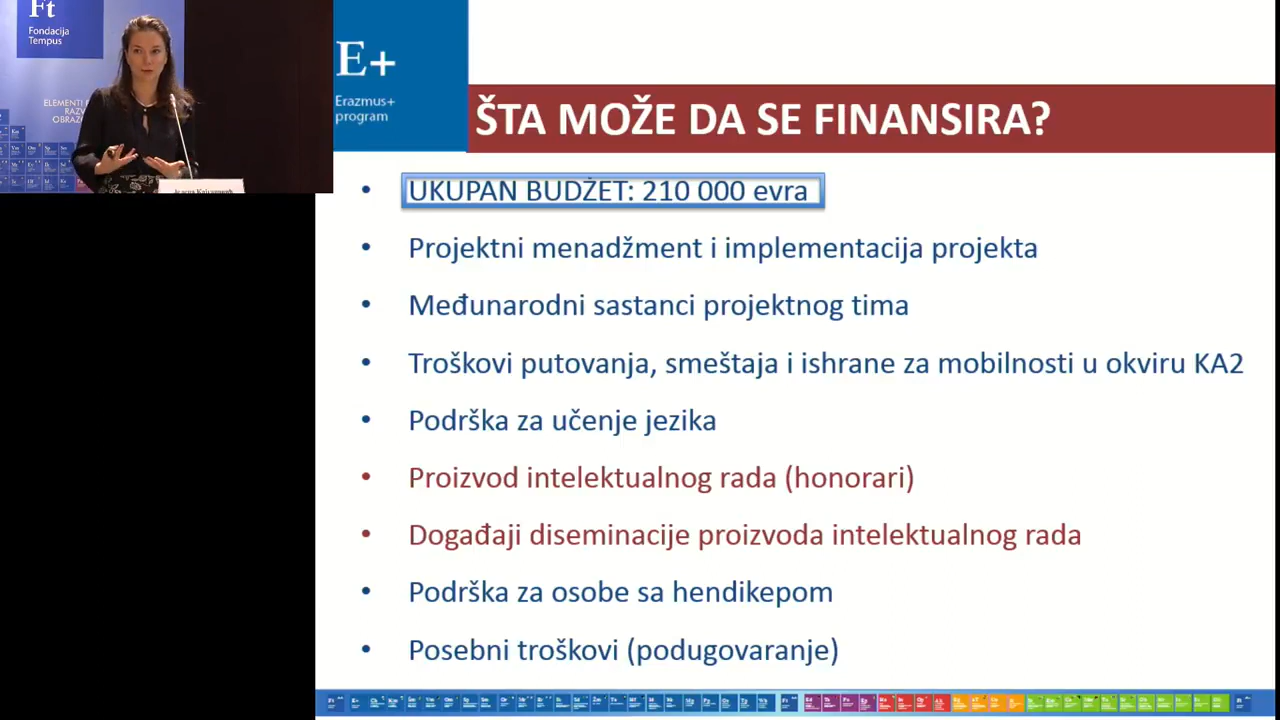 Ft
Fondacija
Tempus
E+
Erasmus+
program
ŠTA MOŽE DA SE FINANSIRA?
• UKUPAN BUDŽET: 210 000 evra
• Projektni menadžment i implementacija projekta
• Međunarodni sastanci projektnog tima
• Troškovi putovanja, smeštaja i ishrane za mobilnosti u okviru KA2
• Podrška za učenje jezika
• Proizvod intelektualnog rada (honorari)
• Događaji diseminacije proizvoda intelektualnog rada
• Podrška za osobe sa hendikepom
• Posebni troškovi (podugovaranje)